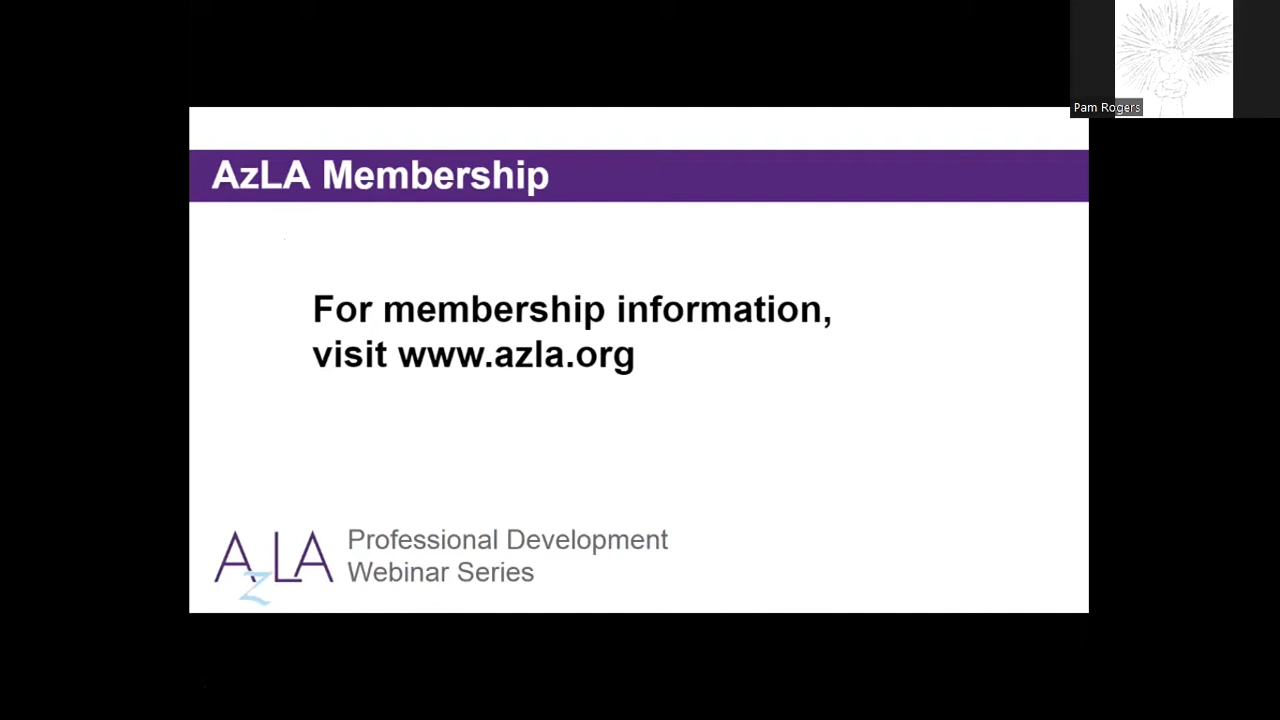 Pam Rogers
AzLA Membership
For membership information,
visit www.azla.org
AzLA
Professional Development
Webinar Series